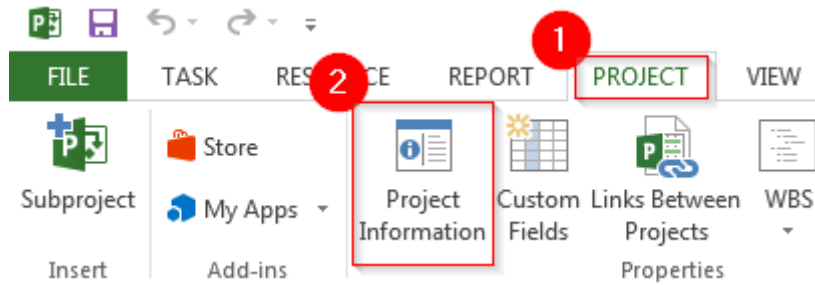 1
FILE TASK RES CE REPORT PROJECT VIEW
2
Store
My Apps
Subproject
Project
Information
Custom
Fields
Links Between
Projects
WBS
Insert Add-ins Properties